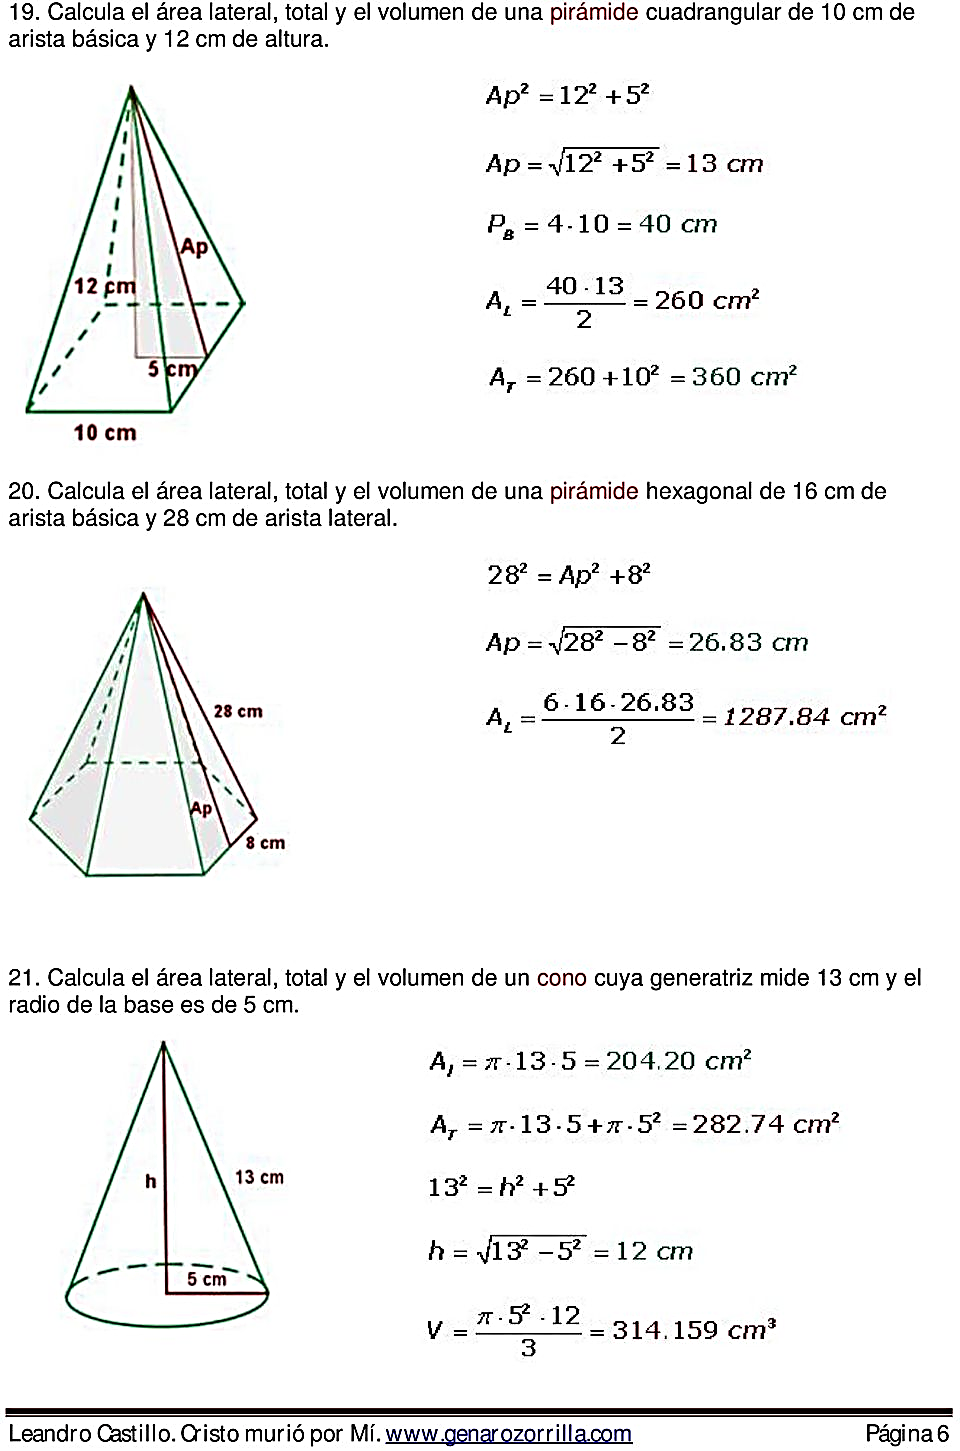 19. Calcula el área lateral, total y el volumen de una pirámide cuadrangular de 10 cm de
arista básica y 12 cm de altura.
Ap² = 12² + 5²
Ap = √(12² + 5²) = 13 cm
P_B = 4 · 10 = 40 cm
A_L = (40 · 13)/2 = 260 cm²
A_T = 260 + 10² = 360 cm²
Ap
12 cm
5 cm
10 cm
20. Calcula el área lateral, total y el volumen de una pirámide hexagonal de 16 cm de
arista básica y 28 cm de arista lateral.
28² = Ap² + 8²
Ap = √(28² − 8²) = 26.83 cm
A_L = (6 · 16 · 26.83)/2 = 1287.84 cm²
28 cm
Ap
8 cm
21. Calcula el área lateral, total y el volumen de un cono cuya generatriz mide 13 cm y el
radio de la base es de 5 cm.
A_l = π · 13 · 5 = 204.20 cm²
A_T = π · 13 · 5 + π · 5² = 282.74 cm²
13² = h² + 5²
h = √(13² − 5²) = 12 cm
V = (π · 5² · 12)/3 = 314.159 cm³
h
13 cm
5 cm
Leandro Castillo. Cristo murió por Mí. www.genarozorrilla.com Página 6